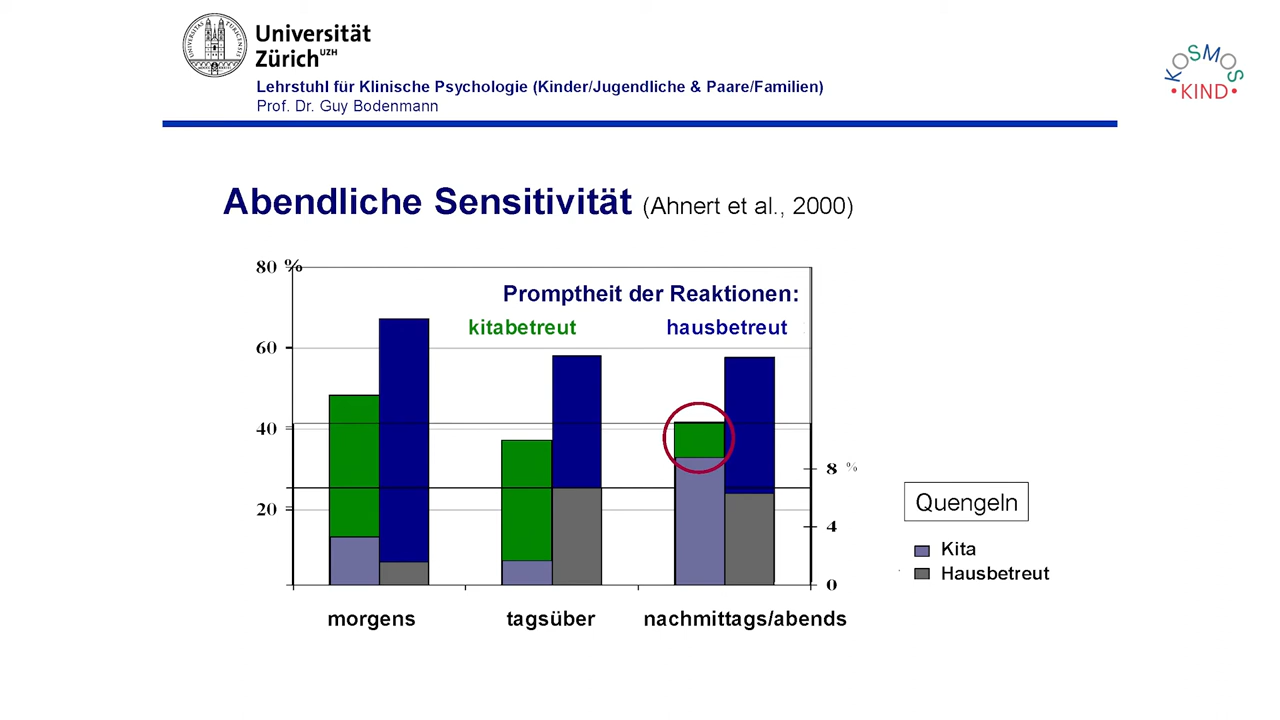 Universität
Zürich UZH
Lehrstuhl für Klinische Psychologie (Kinder/Jugendliche & Paare/Familien)
Prof. Dr. Guy Bodenmann
KOSMOS
• KIND •
Abendliche Sensitivität (Ahnert et al., 2000)
80 %
Promptheit der Reaktionen:
kitabetreut hausbetreut
60
40
8 %
20
4
0
Quengeln
Kita
Hausbetreut
morgens tagsüber nachmittags/abends